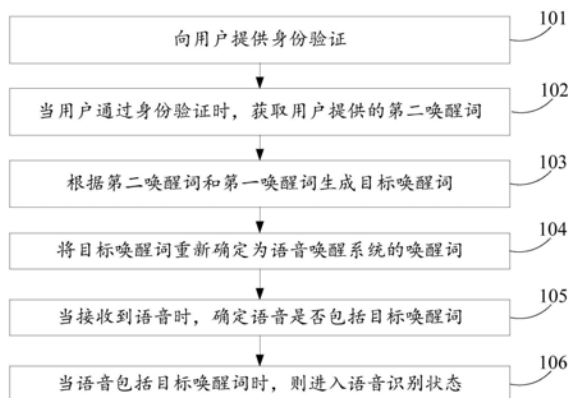 101
向用户提供身份验证
102
当用户通过身份验证时，获取用户提供的第二唤醒词
103
根据第二唤醒词和第一唤醒词生成目标唤醒词
104
将目标唤醒词重新确定为语音唤醒系统的唤醒词
105
当接收到语音时，确定语音是否包括目标唤醒词
106
当语音包括目标唤醒词时，则进入语音识别状态